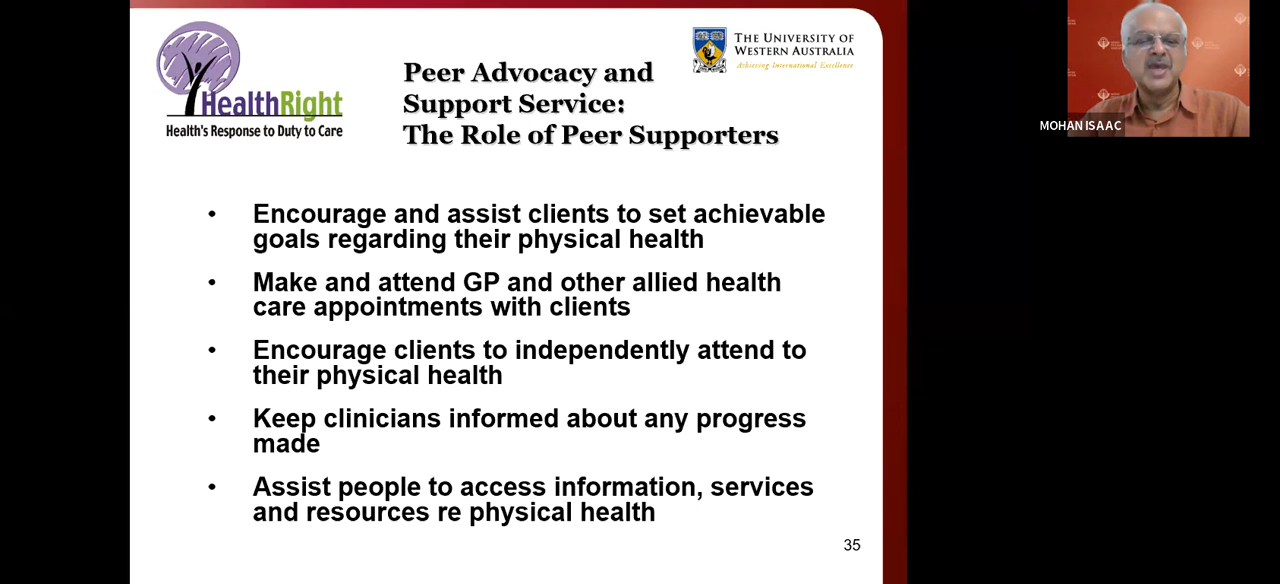 HealthRight
Health's Response to Duty to Care
Peer Advocacy and
Support Service:
The Role of Peer Supporters
THE UNIVERSITY OF
WESTERN AUSTRALIA
Achieving International Excellence
MOHAN ISAAC
• Encourage and assist clients to set achievable
goals regarding their physical health
• Make and attend GP and other allied health
care appointments with clients
• Encourage clients to independently attend to
their physical health
• Keep clinicians informed about any progress
made
• Assist people to access information, services
and resources re physical health
35